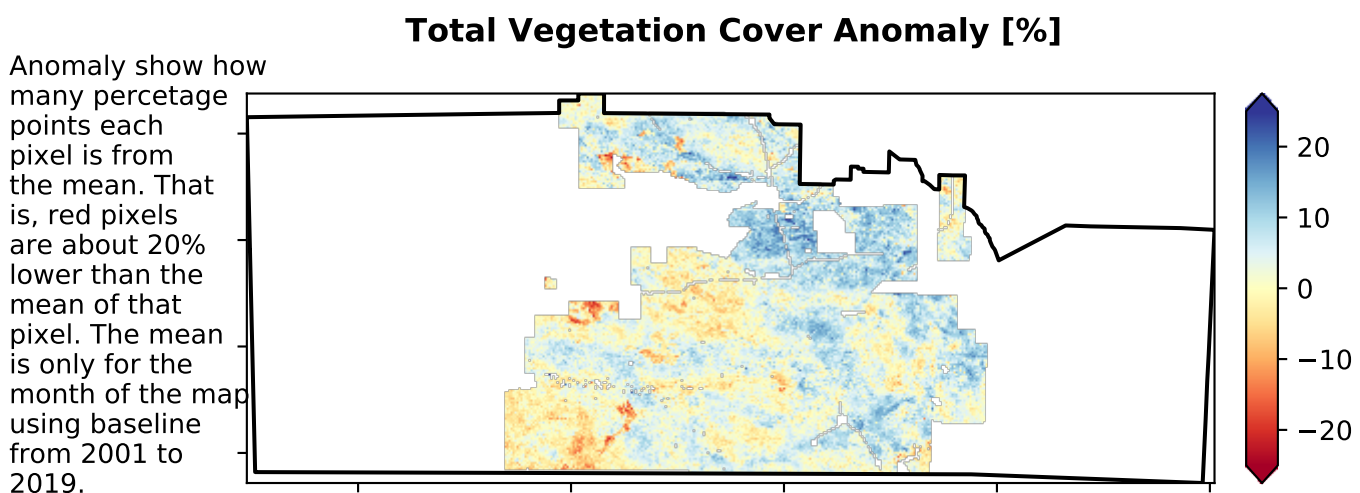 Total Vegetation Cover Anomaly [%]
Anomaly show how
many percetage
points each
pixel is from
the mean. That
is, red pixels
are about 20%
lower than the
mean of that
pixel. The mean
is only for the
month of the map
using baseline
from 2001 to
2019.
20
10
0
−10
−20